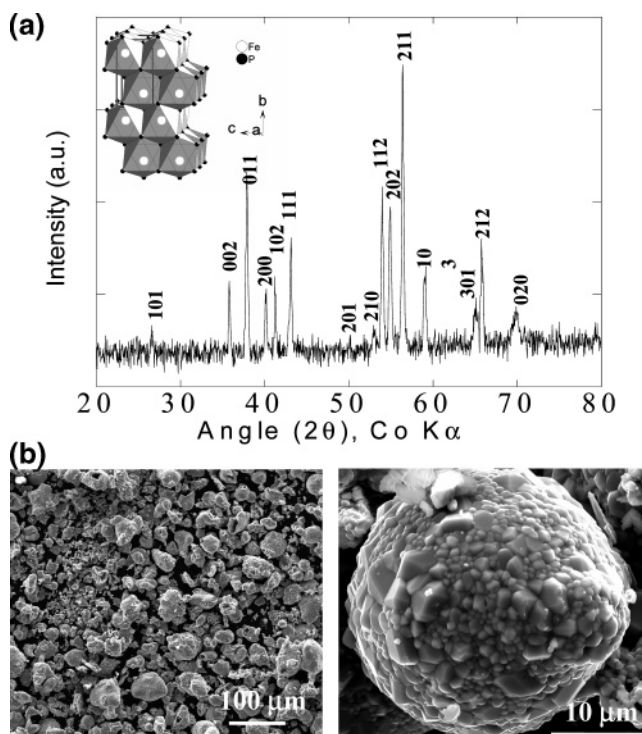 (a)
Fe
P
b
c
a
Intensity (a.u.)
101
002
011
200
102
111
201
210
112
202
211
10
3
301
212
020
20 30 40 50 60 70 80
Angle (2θ), Co Kα
(b)
100 μm
10 μm